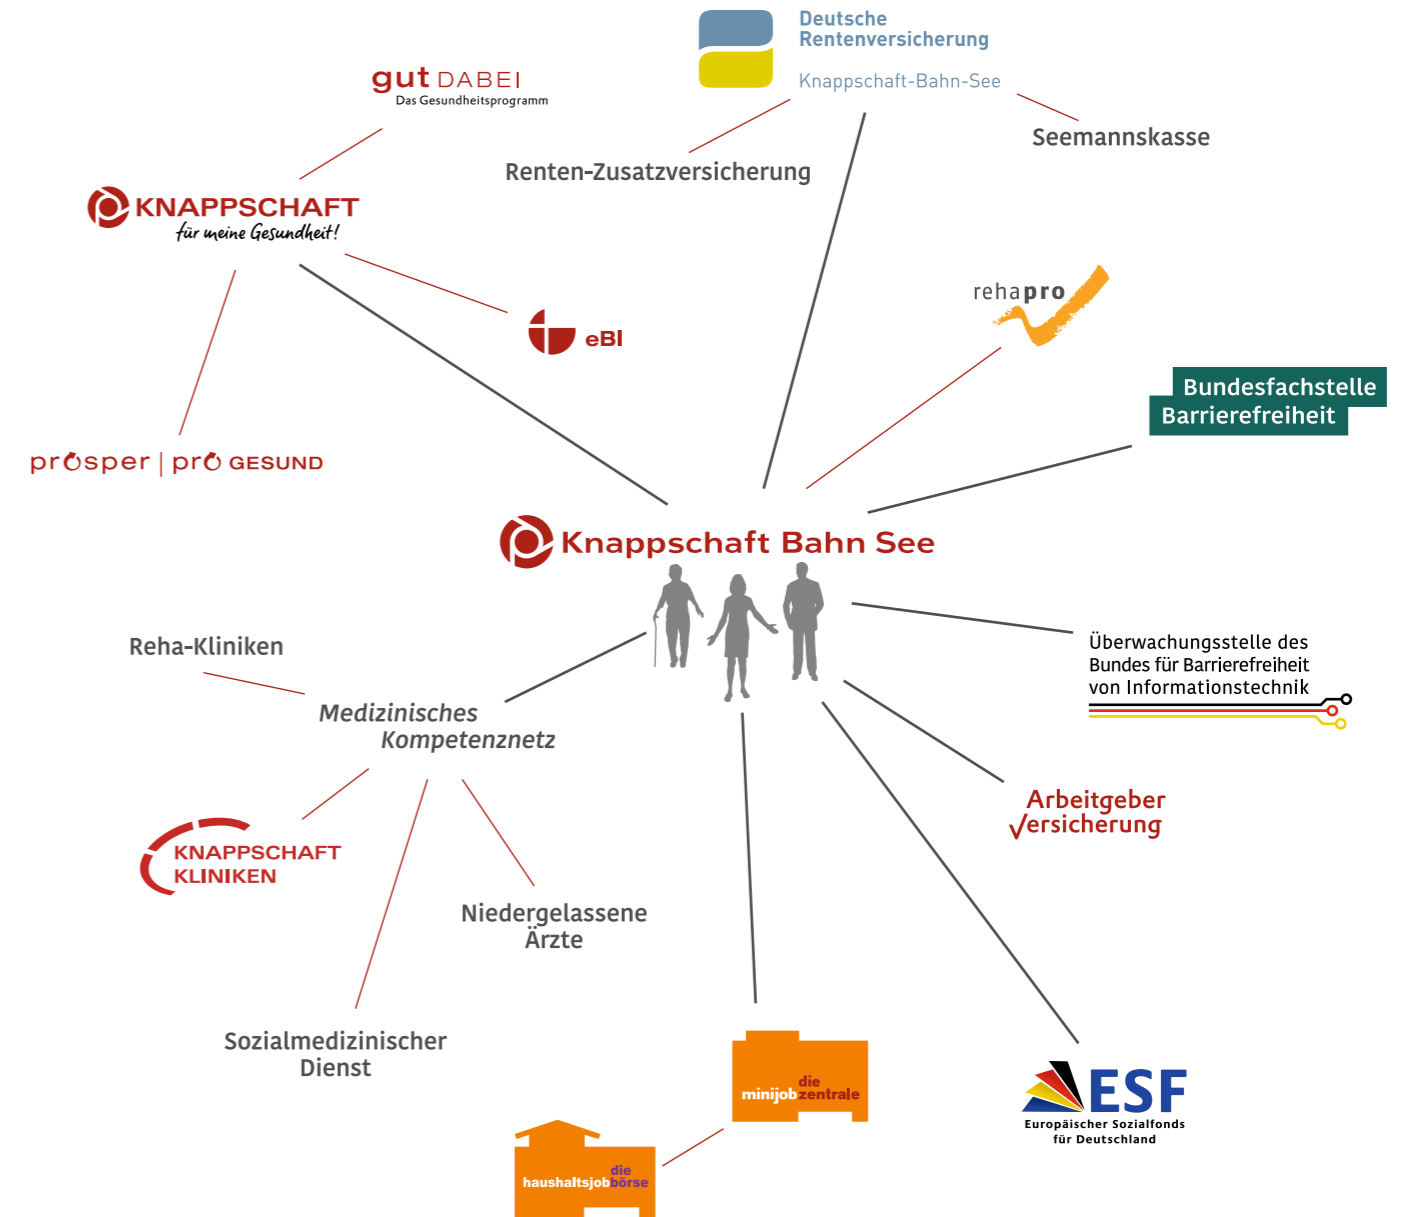 Deutsche
Rentenversicherung
Knappschaft-Bahn-See
gut DABEI
Das Gesundheitsprogramm
Seemannskasse
Renten-Zusatzversicherung
KNAPPSCHAFT
für meine Gesundheit!
rehapro
eBI
Bundesfachstelle
Barrierefreiheit
prosper | pro GESUND
Knappschaft Bahn See
Überwachungsstelle des
Bundes für Barrierefreiheit
von Informationstechnik
Reha-Kliniken
Medizinisches
Kompetenznetz
Arbeitgeber
Versicherung
KNAPPSCHAFT
KLINIKEN
Niedergelassene
Ärzte
Sozialmedizinischer
Dienst
die
minijobzentrale
ESF
Europäischer Sozialfonds
für Deutschland
die
haushaltsjobbörse